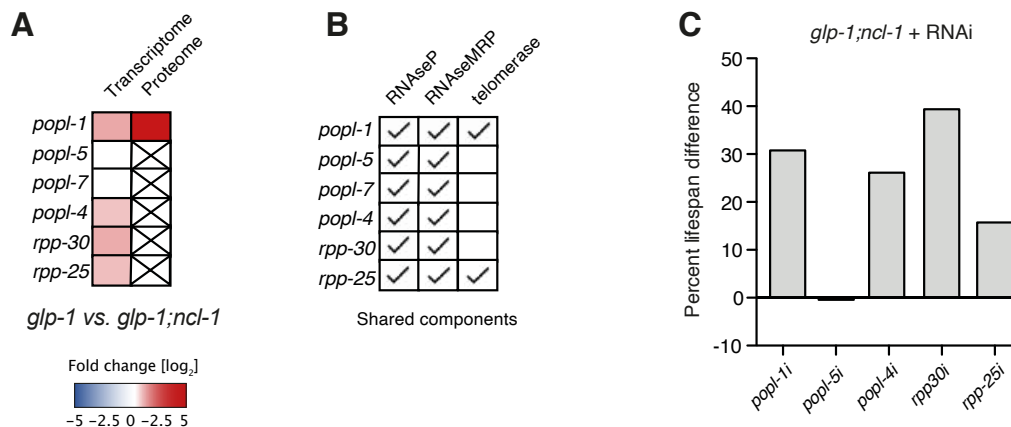 A
Transcriptome
Proteome
popl-1
popl-5
popl-7
popl-4
rpp-30
rpp-25
glp-1 vs. glp-1;ncl-1
Fold change [log2]
−5 −2.5 0 −2.5 5
B
RNAseP
RNAseMRP
telomerase
popl-1
popl-5
popl-7
popl-4
rpp-30
rpp-25
Shared components
C
glp-1;ncl-1 + RNAi
Percent lifespan difference
50
40
30
20
10
0
-10
popl-1i
popl-5i
popl-4i
rpp30i
rpp-25i